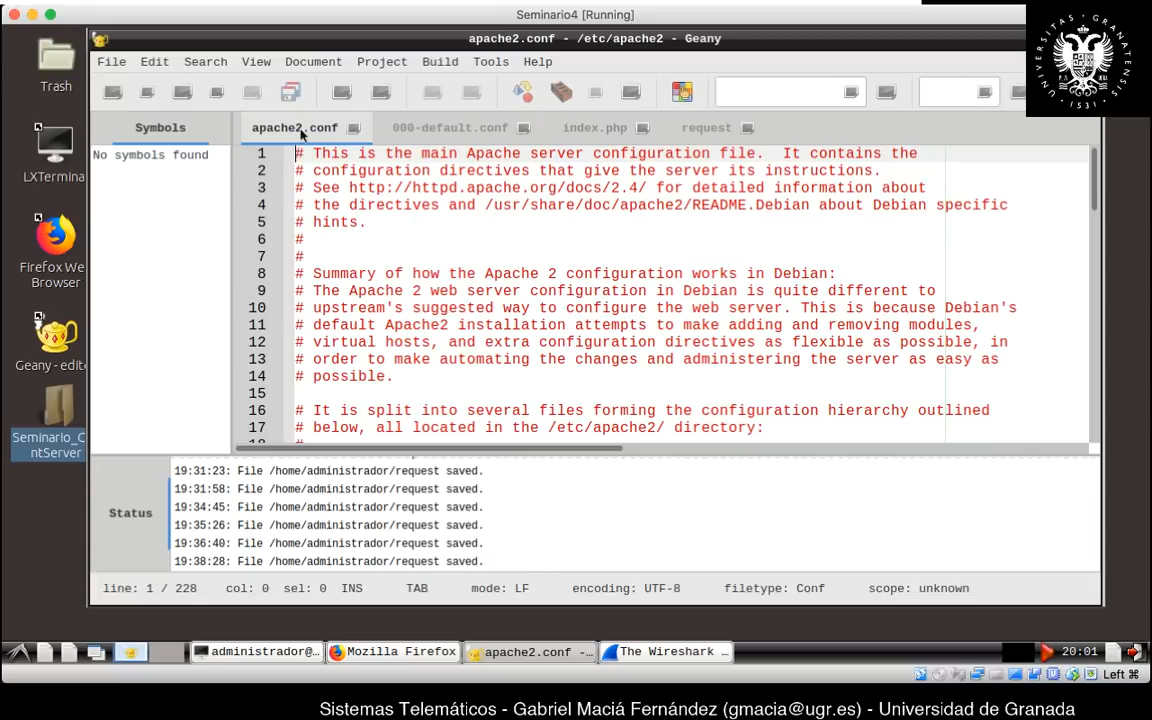 Seminario4 [Running]
apache2.conf - /etc/apache2 - Geany
File Edit Search View Document Project Build Tools Help
UNIVERSITAS GRANATENSIS 1531
Trash
LXTermina
Firefox We
Browser
Geany - edit
Seminario_C
ntServer
Symbols
apache2.conf 000-default.conf index.php request
No symbols found
1 # This is the main Apache server configuration file.  It contains the
2 # configuration directives that give the server its instructions.
3 # See http://httpd.apache.org/docs/2.4/ for detailed information about
4 # the directives and /usr/share/doc/apache2/README.Debian about Debian specific
5 # hints.
6 #
7 #
8 # Summary of how the Apache 2 configuration works in Debian:
9 # The Apache 2 web server configuration in Debian is quite different to
10 # upstream's suggested way to configure the web server. This is because Debian's
11 # default Apache2 installation attempts to make adding and removing modules,
12 # virtual hosts, and extra configuration directives as flexible as possible, in
13 # order to make automating the changes and administering the server as easy as
14 # possible.
15
16 # It is split into several files forming the configuration hierarchy outlined
17 # below, all located in the /etc/apache2/ directory:
18 #
Status
19:31:23: File /home/administrador/request saved.
19:31:58: File /home/administrador/request saved.
19:34:45: File /home/administrador/request saved.
19:35:26: File /home/administrador/request saved.
19:36:40: File /home/administrador/request saved.
19:38:28: File /home/administrador/request saved.
line: 1 / 228 col: 0 sel: 0 INS TAB mode: LF encoding: UTF-8 filetype: Conf scope: unknown
administrador@... Mozilla Firefox apache2.conf -... The Wireshark ... 20:01
Left ⌘
Sistemas Telemáticos - Gabriel Maciá Fernández (gmacia@ugr.es) - Universidad de Granada